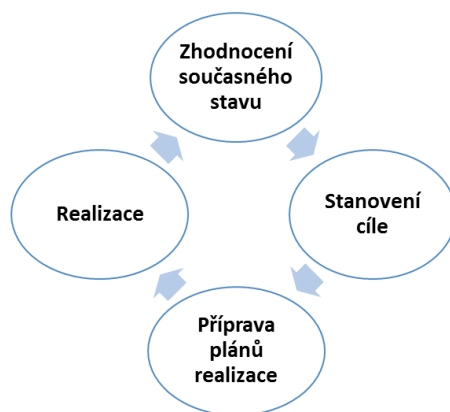 Zhodnocení
současného
stavu
Realizace
Stanovení
cíle
Příprava
plánů
realizace